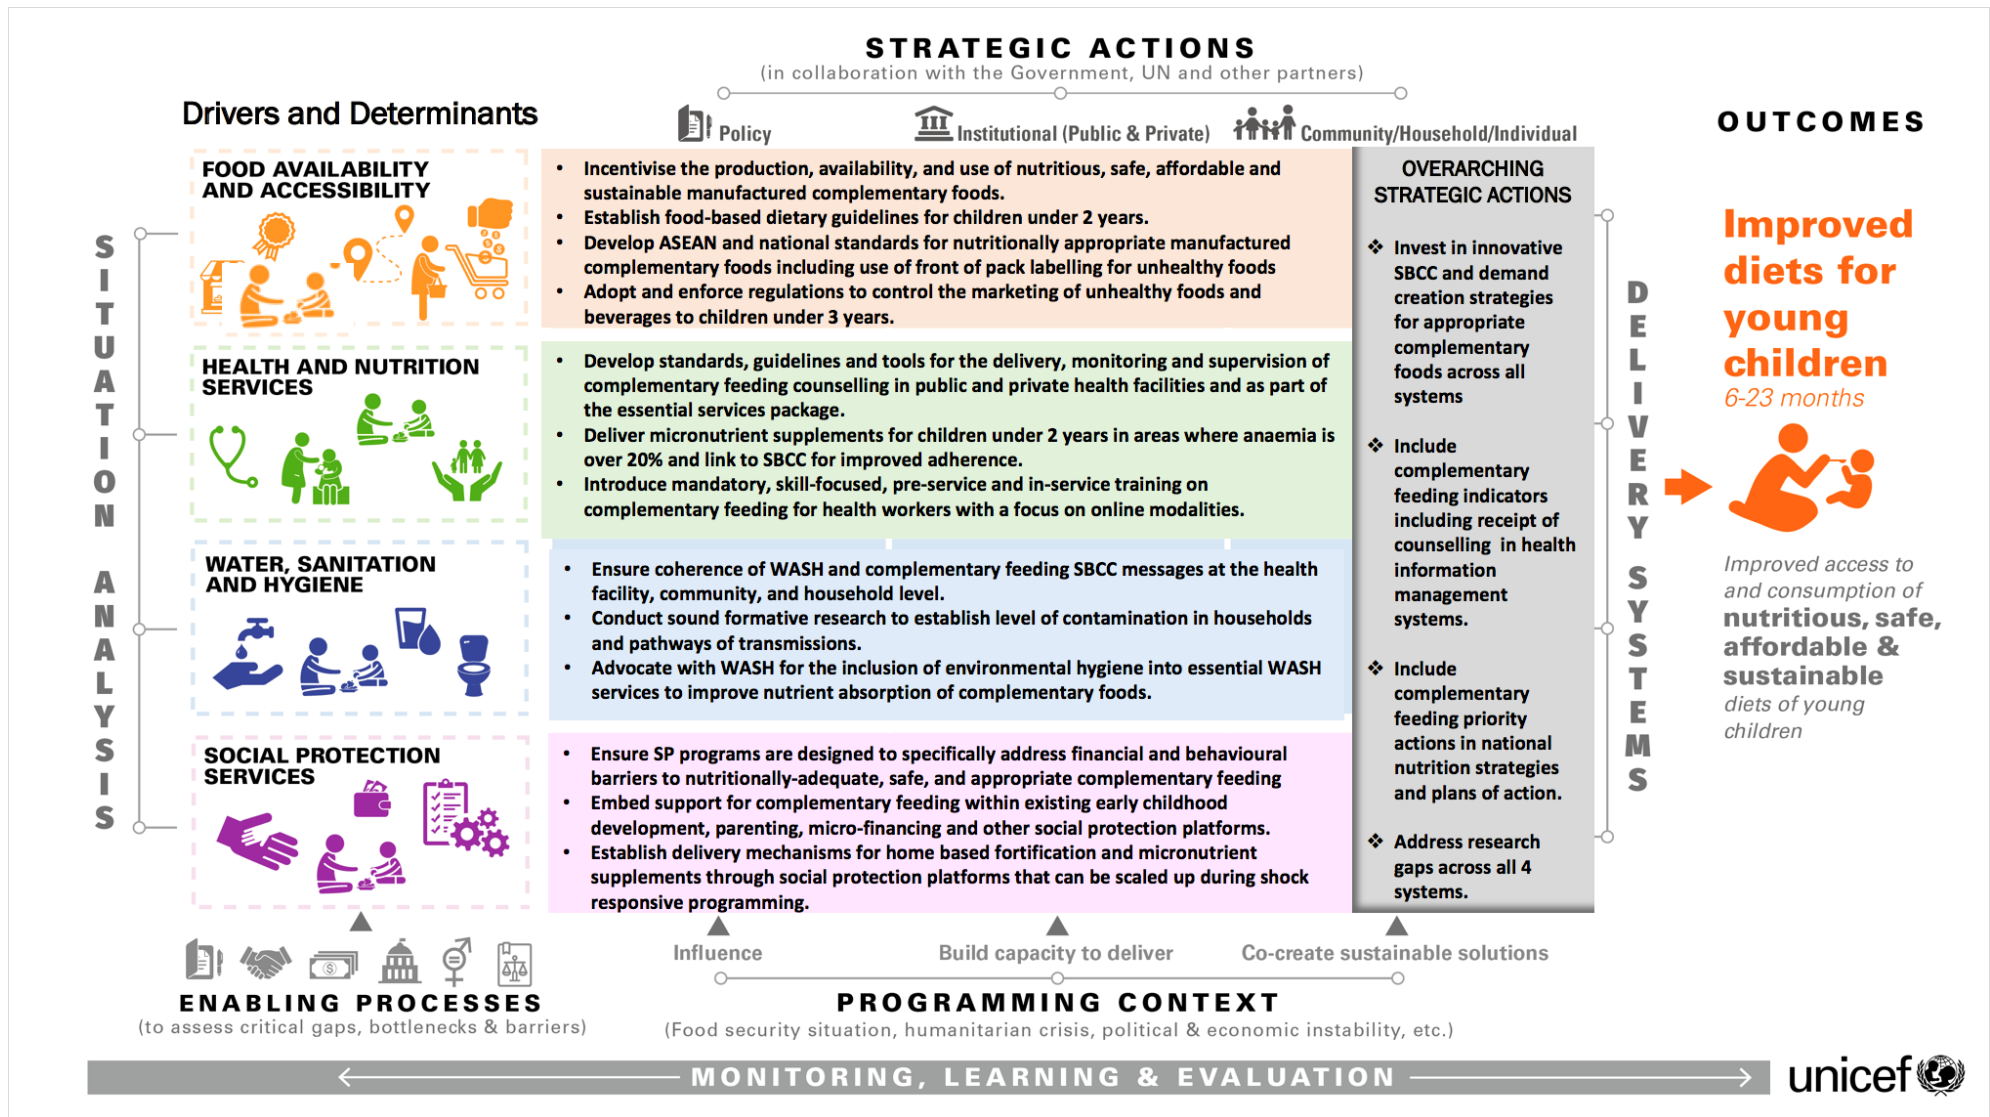 STRATEGIC ACTIONS
(in collaboration with the Government, UN and other partners)
Drivers and Determinants
Policy
Institutional (Public & Private)
Community/Household/Individual
OUTCOMES
SITUATION ANALYSIS
FOOD AVAILABILITY
AND ACCESSIBILITY
• Incentivise the production, availability, and use of nutritious, safe, affordable and
sustainable manufactured complementary foods.
• Establish food-based dietary guidelines for children under 2 years.
• Develop ASEAN and national standards for nutritionally appropriate manufactured
complementary foods including use of front of pack labelling for unhealthy foods
• Adopt and enforce regulations to control the marketing of unhealthy foods and
beverages to children under 3 years.
HEALTH AND NUTRITION
SERVICES
• Develop standards, guidelines and tools for the delivery, monitoring and supervision of
complementary feeding counselling in public and private health facilities and as part of
the essential services package.
• Deliver micronutrient supplements for children under 2 years in areas where anaemia is
over 20% and link to SBCC for improved adherence.
• Introduce mandatory, skill-focused, pre-service and in-service training on
complementary feeding for health workers with a focus on online modalities.
WATER, SANITATION
AND HYGIENE
• Ensure coherence of WASH and complementary feeding SBCC messages at the health
facility, community, and household level.
• Conduct sound formative research to establish level of contamination in households
and pathways of transmissions.
• Advocate with WASH for the inclusion of environmental hygiene into essential WASH
services to improve nutrient absorption of complementary foods.
SOCIAL PROTECTION
SERVICES
• Ensure SP programs are designed to specifically address financial and behavioural
barriers to nutritionally-adequate, safe, and appropriate complementary feeding
• Embed support for complementary feeding within existing early childhood
development, parenting, micro-financing and other social protection platforms.
• Establish delivery mechanisms for home based fortification and micronutrient
supplements through social protection platforms that can be scaled up during shock
responsive programming.
OVERARCHING
STRATEGIC ACTIONS
❖ Invest in innovative
SBCC and demand
creation strategies
for appropriate
complementary
foods across all
systems
❖ Include
complementary
feeding indicators
including receipt of
counselling in health
information
management
systems.
❖ Include
complementary
feeding priority
actions in national
nutrition strategies
and plans of action.
❖ Address research
gaps across all 4
systems.
DELIVERY SYSTEMS
Improved
diets for
young
children
6-23 months
Improved access to
and consumption of
nutritious, safe,
affordable &
sustainable
diets of young
children
Influence
Build capacity to deliver
Co-create sustainable solutions
ENABLING PROCESSES
(to assess critical gaps, bottlenecks & barriers)
PROGRAMMING CONTEXT
(Food security situation, humanitarian crisis, political & economic instability, etc.)
MONITORING, LEARNING & EVALUATION
unicef